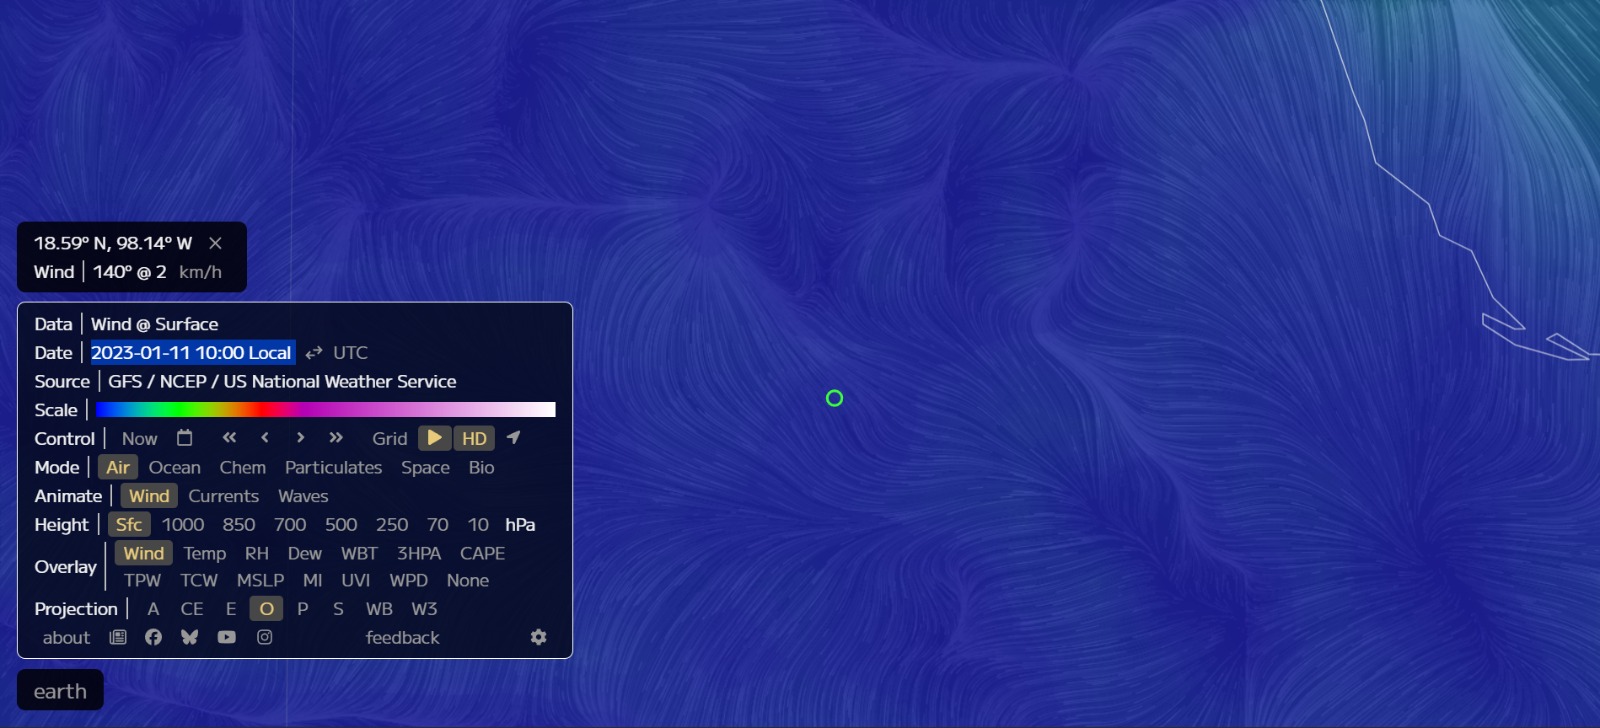 18.59° N, 98.14° W ×
Wind | 140° @ 2 km/h
Data | Wind @ Surface
Date | 2023-01-11 10:00 Local ⇄ UTC
Source | GFS / NCEP / US National Weather Service
Scale |
Control | Now « ‹ › » Grid HD
Mode | Air Ocean Chem Particulates Space Bio
Animate | Wind Currents Waves
Height | Sfc 1000 850 700 500 250 70 10 hPa
Overlay | Wind Temp RH Dew WBT 3HPA CAPE
TPW TCW MSLP MI UVI WPD None
Projection | A CE E O P S WB W3
about feedback
earth